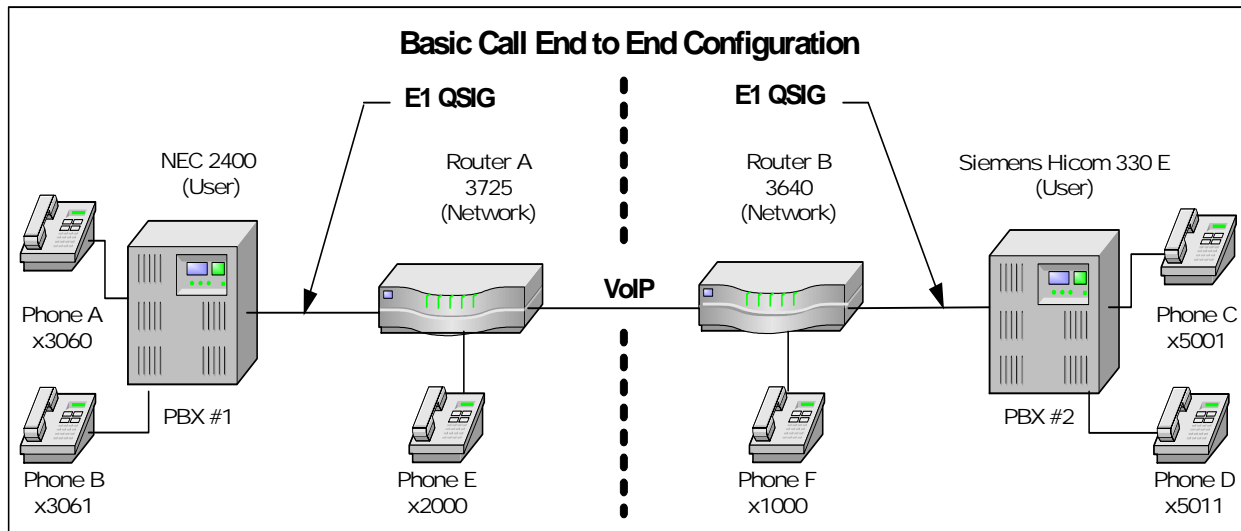 Basic Call End to End Configuration
E1 QSIG
E1 QSIG
NEC 2400
(User)
Router A
3725
(Network)
Router B
3640
(Network)
Siemens Hicom 330 E
(User)
VoIP
Phone A
x3060
Phone C
x5001
PBX #1
PBX #2
Phone B
x3061
Phone E
x2000
Phone F
x1000
Phone D
x5011